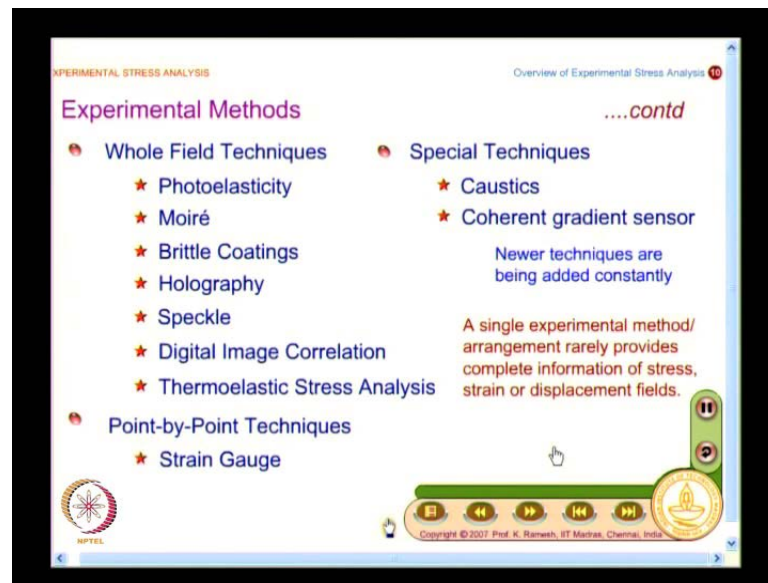 XPERIMENTAL STRESS ANALYSIS
Overview of Experimental Stress Analysis 10
Experimental Methods
....contd
Whole Field Techniques
Photoelasticity
Moiré
Brittle Coatings
Holography
Speckle
Digital Image Correlation
Thermoelastic Stress Analysis
Point-by-Point Techniques
Strain Gauge
Special Techniques
Caustics
Coherent gradient sensor
Newer techniques are
being added constantly
A single experimental method/
arrangement rarely provides
complete information of stress,
strain or displacement fields.
NPTEL
Copyright © 2007 Prof. K. Ramesh, IIT Madras, Chennai, India